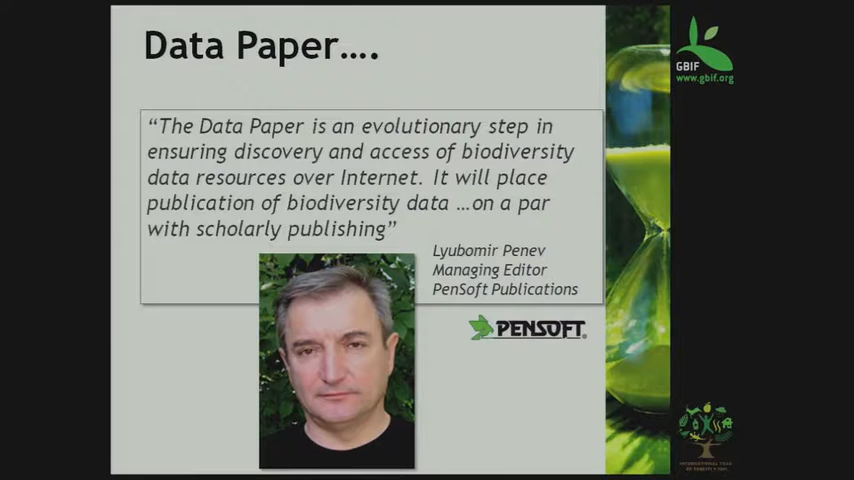 Data Paper….
“The Data Paper is an evolutionary step in
ensuring discovery and access of biodiversity
data resources over Internet. It will place
publication of biodiversity data …on a par
with scholarly publishing”
Lyubomir Penev
Managing Editor
PenSoft Publications
PENSOFT®
GBIF
www.gbif.org